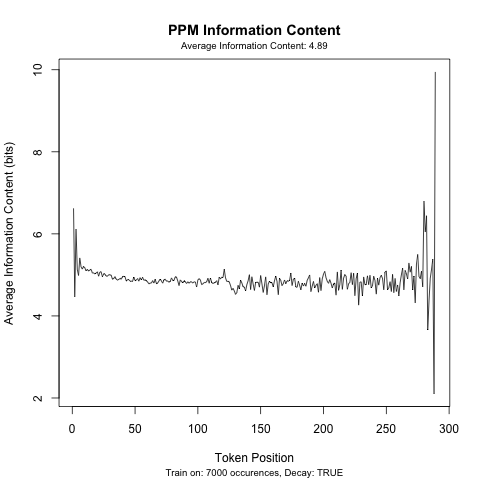 PPM Information Content
Average Information Content: 4.89
Average Information Content (bits)
10
8
6
4
2
0
50
100
150
200
250
300
Token Position
Train on: 7000 occurences, Decay: TRUE